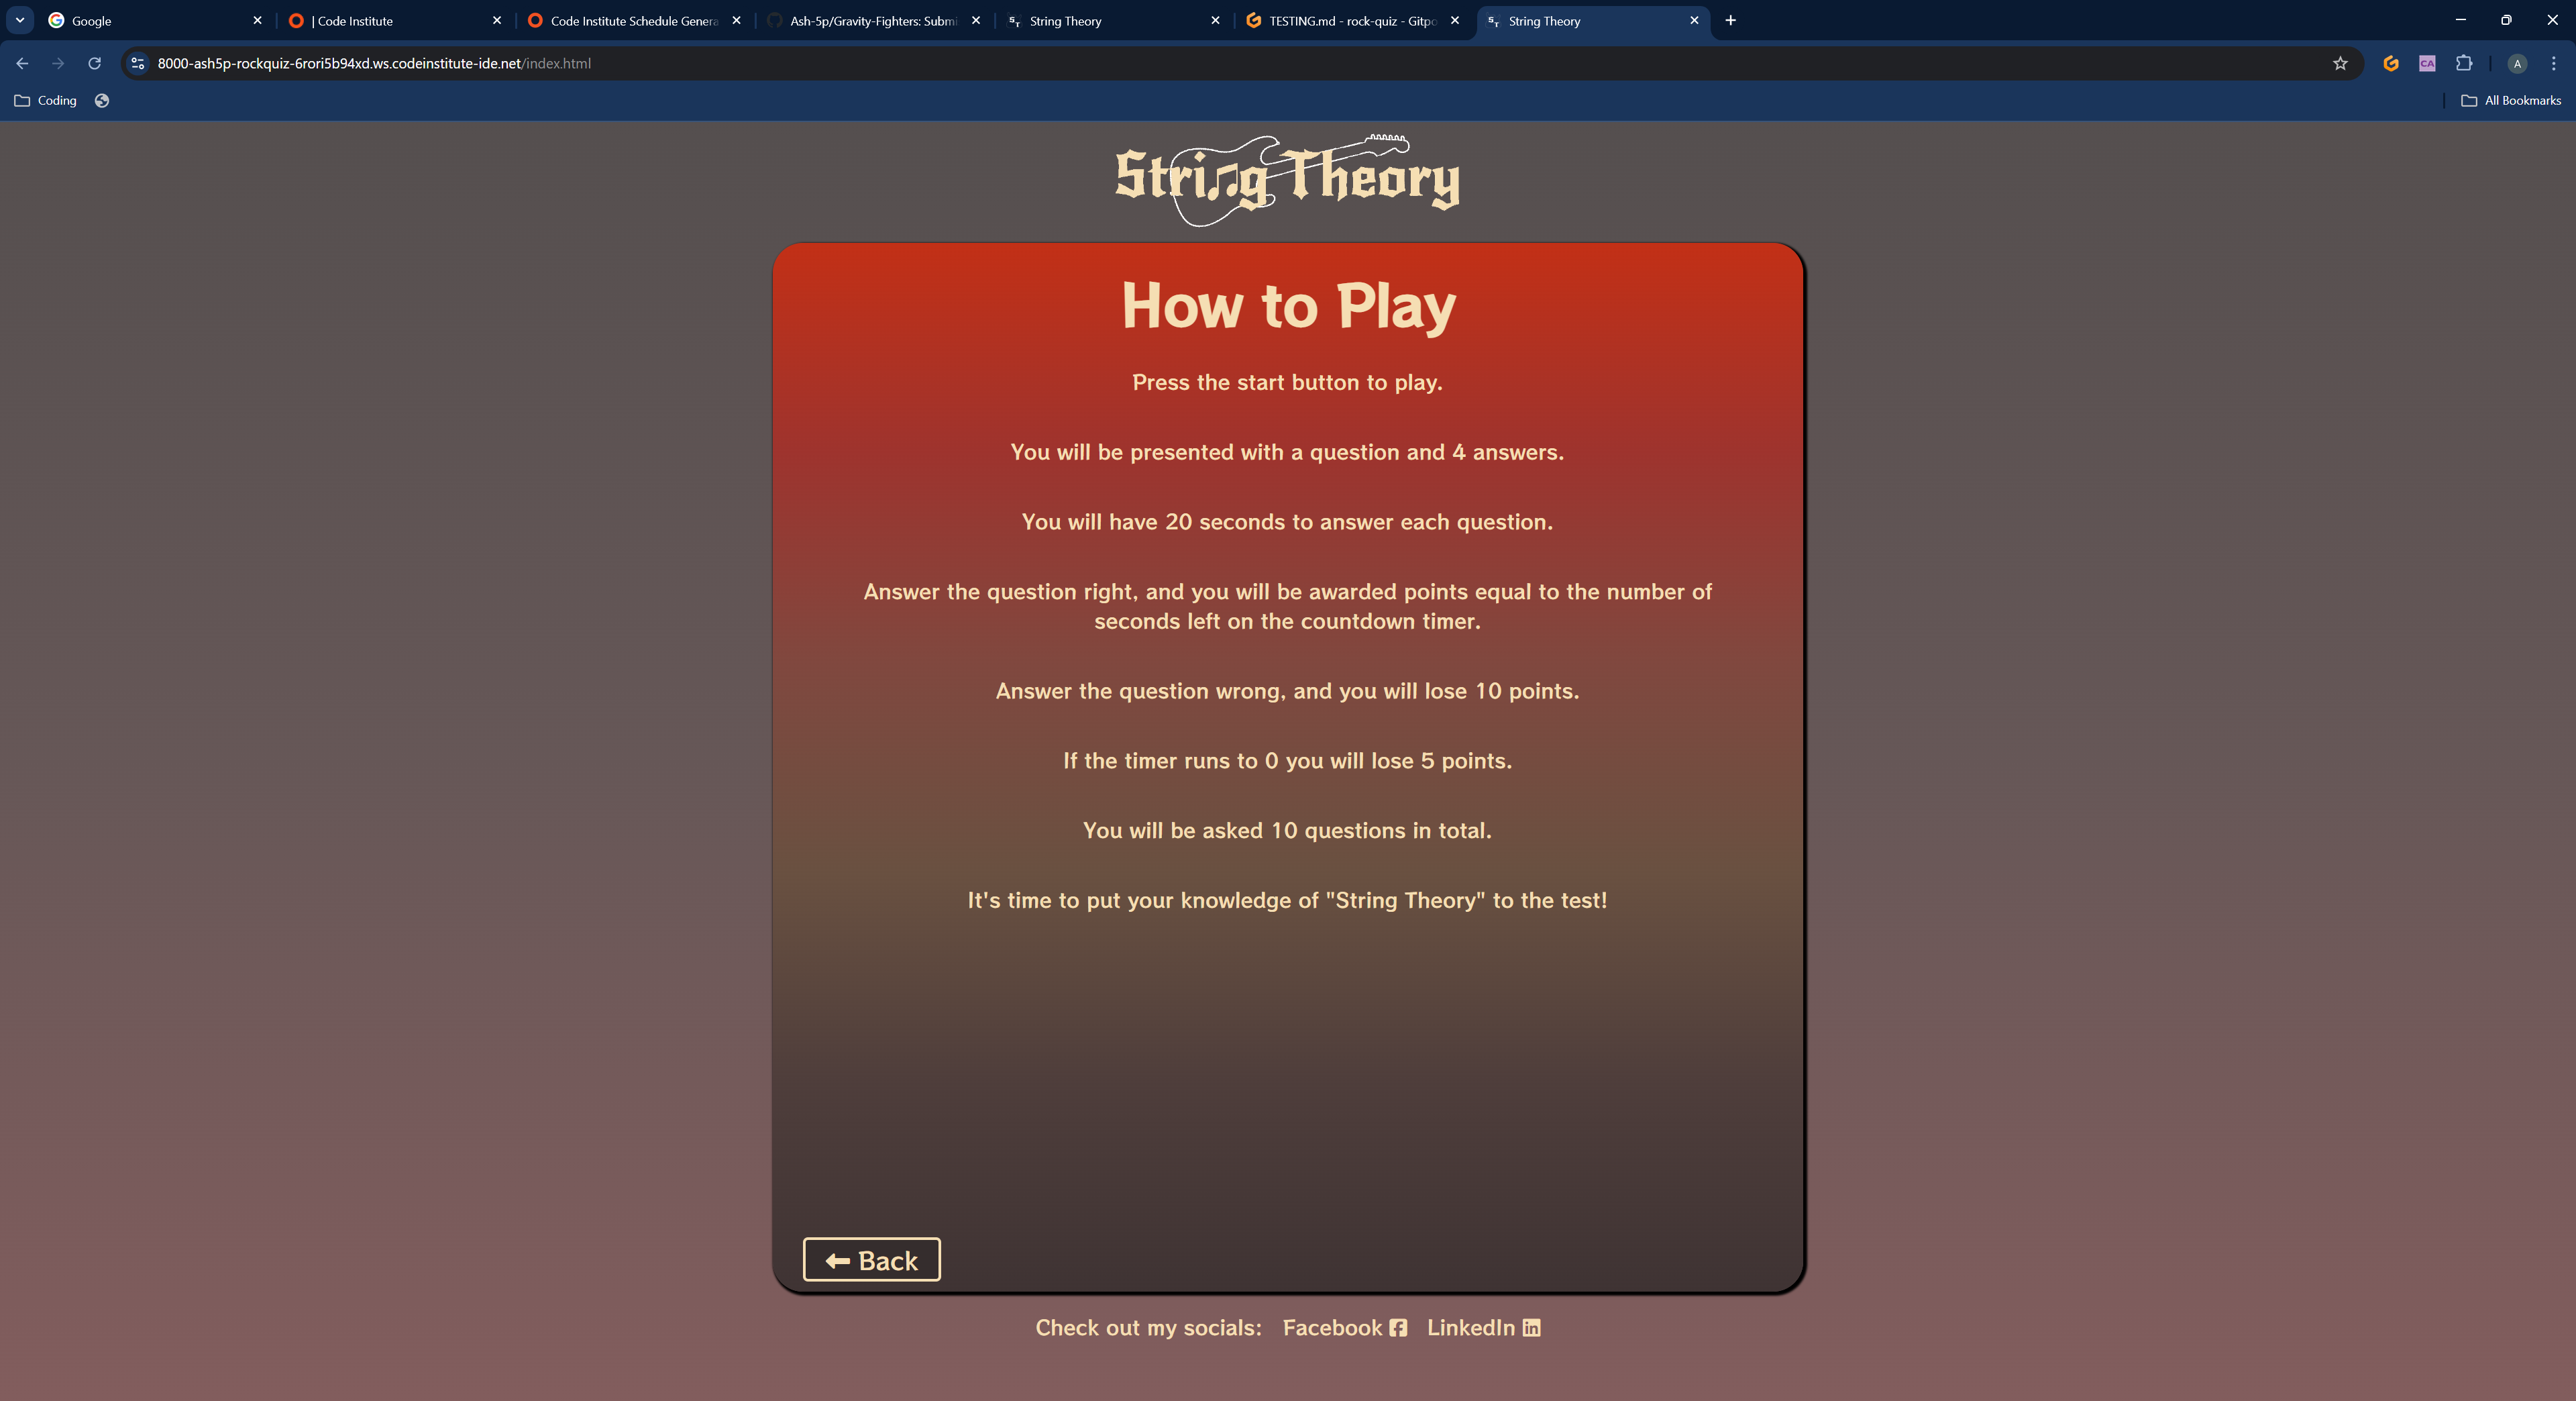 Google
| Code Institute
Code Institute Schedule Genera
Ash-5p/Gravity-Fighters: Submi
String Theory
TESTING.md - rock-quiz - Gitpo
String Theory
8000-ash5p-rockquiz-6rori5b94xd.ws.codeinstitute-ide.net/index.html
CA
A
Coding
All Bookmarks
String Theory
How to Play
Press the start button to play.
You will be presented with a question and 4 answers.
You will have 20 seconds to answer each question.
Answer the question right, and you will be awarded points equal to the number of
seconds left on the countdown timer.
Answer the question wrong, and you will lose 10 points.
If the timer runs to 0 you will lose 5 points.
You will be asked 10 questions in total.
It's time to put your knowledge of "String Theory" to the test!
Back
Check out my socials: Facebook LinkedIn